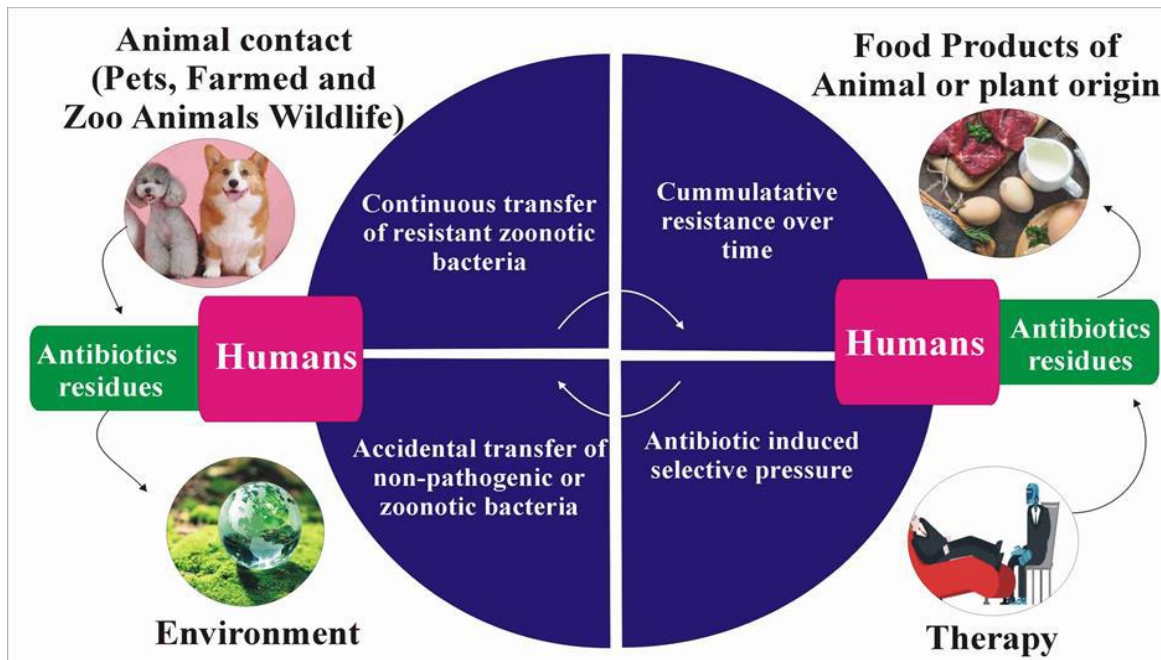 Animal contact
(Pets, Farmed and
Zoo Animals Wildlife)
Food Products of
Animal or plant origin
Continuous transfer
of resistant zoonotic
bacteria
Cummulatative
resistance over
time
Antibiotics
residues
Humans
Humans
Antibiotics
residues
Accidental transfer of
non-pathogenic or
zoonotic bacteria
Antibiotic induced
selective pressure
Environment
Therapy